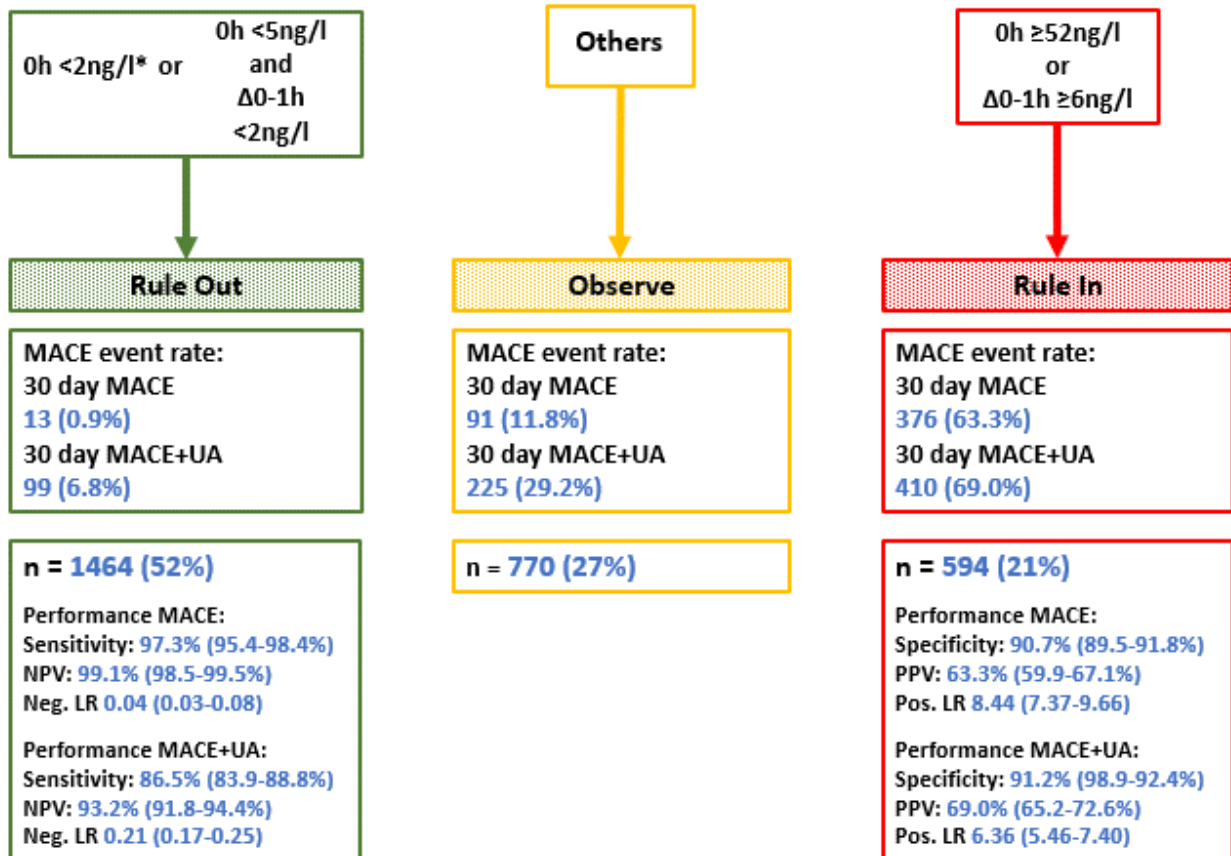 0h <2ng/l* or
0h <5ng/l
and
Δ0-1h
<2ng/l
Rule Out
MACE event rate:
30 day MACE
13 (0.9%)
30 day MACE+UA
99 (6.8%)
n = 1464 (52%)
Performance MACE:
Sensitivity: 97.3% (95.4-98.4%)
NPV: 99.1% (98.5-99.5%)
Neg. LR 0.04 (0.03-0.08)
Performance MACE+UA:
Sensitivity: 86.5% (83.9-88.8%)
NPV: 93.2% (91.8-94.4%)
Neg. LR 0.21 (0.17-0.25)
Others
Observe
MACE event rate:
30 day MACE
91 (11.8%)
30 day MACE+UA
225 (29.2%)
n = 770 (27%)
0h ≥52ng/l
or
Δ0-1h ≥6ng/l
Rule In
MACE event rate:
30 day MACE
376 (63.3%)
30 day MACE+UA
410 (69.0%)
n = 594 (21%)
Performance MACE:
Specificity: 90.7% (89.5-91.8%)
PPV: 63.3% (59.9-67.1%)
Pos. LR 8.44 (7.37-9.66)
Performance MACE+UA:
Specificity: 91.2% (98.9-92.4%)
PPV: 69.0% (65.2-72.6%)
Pos. LR 6.36 (5.46-7.40)